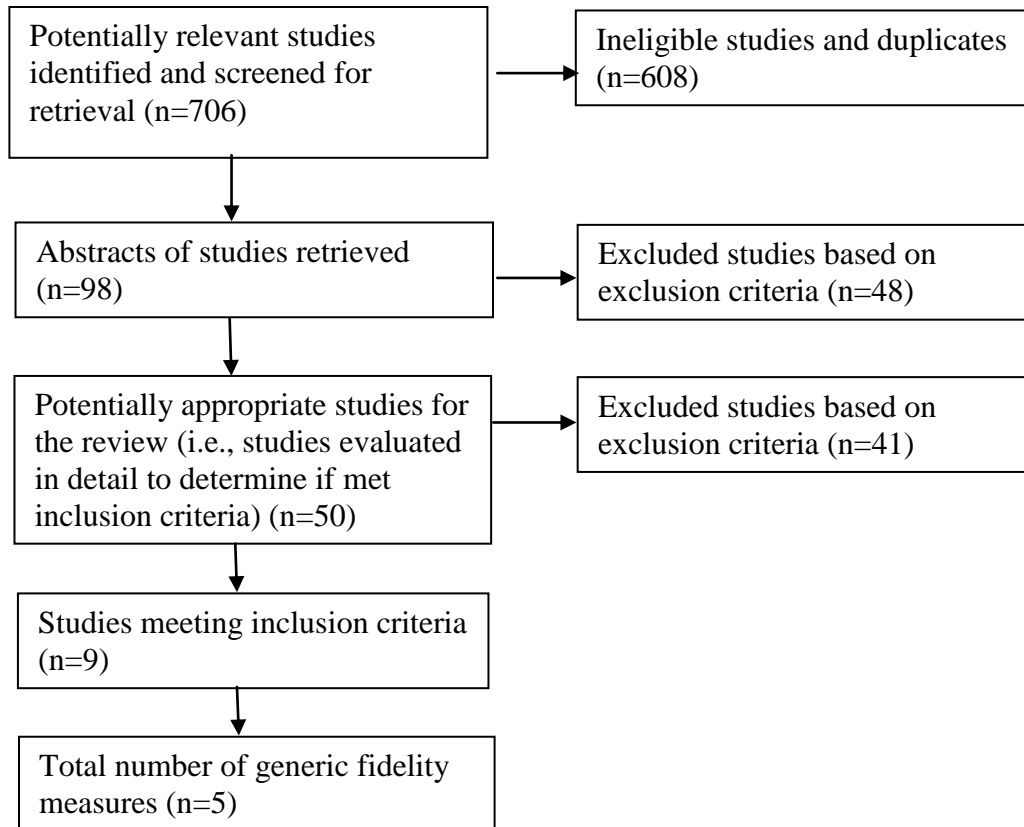 Potentially relevant studies
identified and screened for
retrieval (n=706)
Ineligible studies and duplicates
(n=608)
Abstracts of studies retrieved
(n=98)
Excluded studies based on
exclusion criteria (n=48)
Potentially appropriate studies for
the review (i.e., studies evaluated
in detail to determine if met
inclusion criteria) (n=50)
Excluded studies based on
exclusion criteria (n=41)
Studies meeting inclusion criteria
(n=9)
Total number of generic fidelity
measures (n=5)